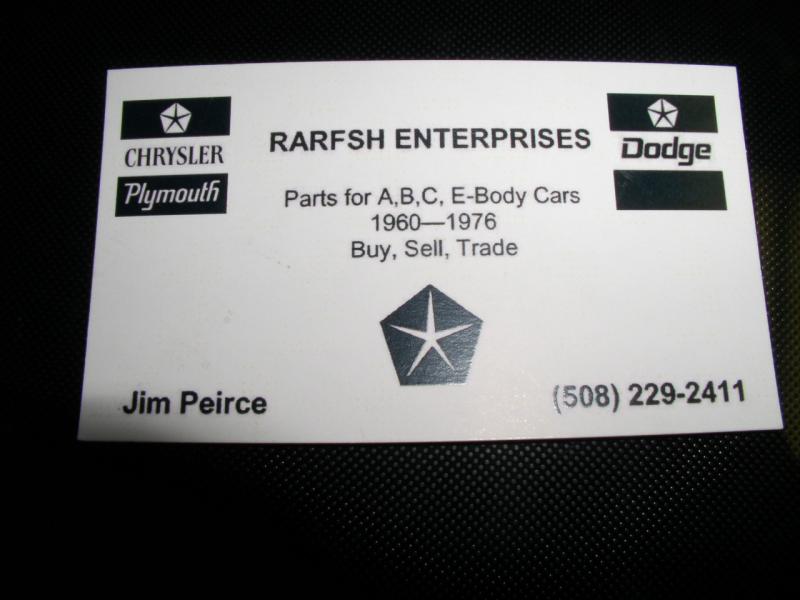 CHRYSLER
Plymouth
RARFSH ENTERPRISES
Dodge
Parts for A,B,C, E-Body Cars
1960—1976
Buy, Sell, Trade
Jim Peirce
(508) 229-2411